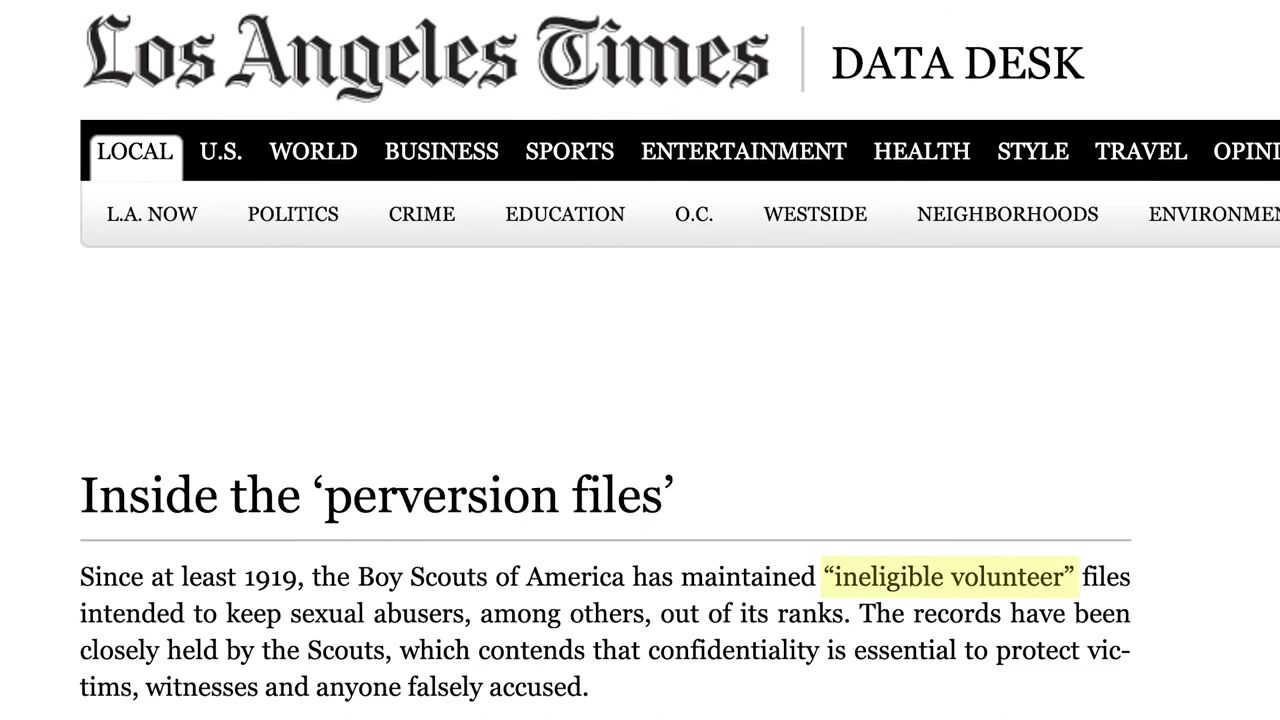 Los Angeles Times | DATA DESK
LOCAL U.S. WORLD BUSINESS SPORTS ENTERTAINMENT HEALTH STYLE TRAVEL OPINI
L.A. NOW POLITICS CRIME EDUCATION O.C. WESTSIDE NEIGHBORHOODS ENVIRONMEN
Inside the ‘perversion files’
Since at least 1919, the Boy Scouts of America has maintained “ineligible volunteer” files
intended to keep sexual abusers, among others, out of its ranks. The records have been
closely held by the Scouts, which contends that confidentiality is essential to protect vic-
tims, witnesses and anyone falsely accused.